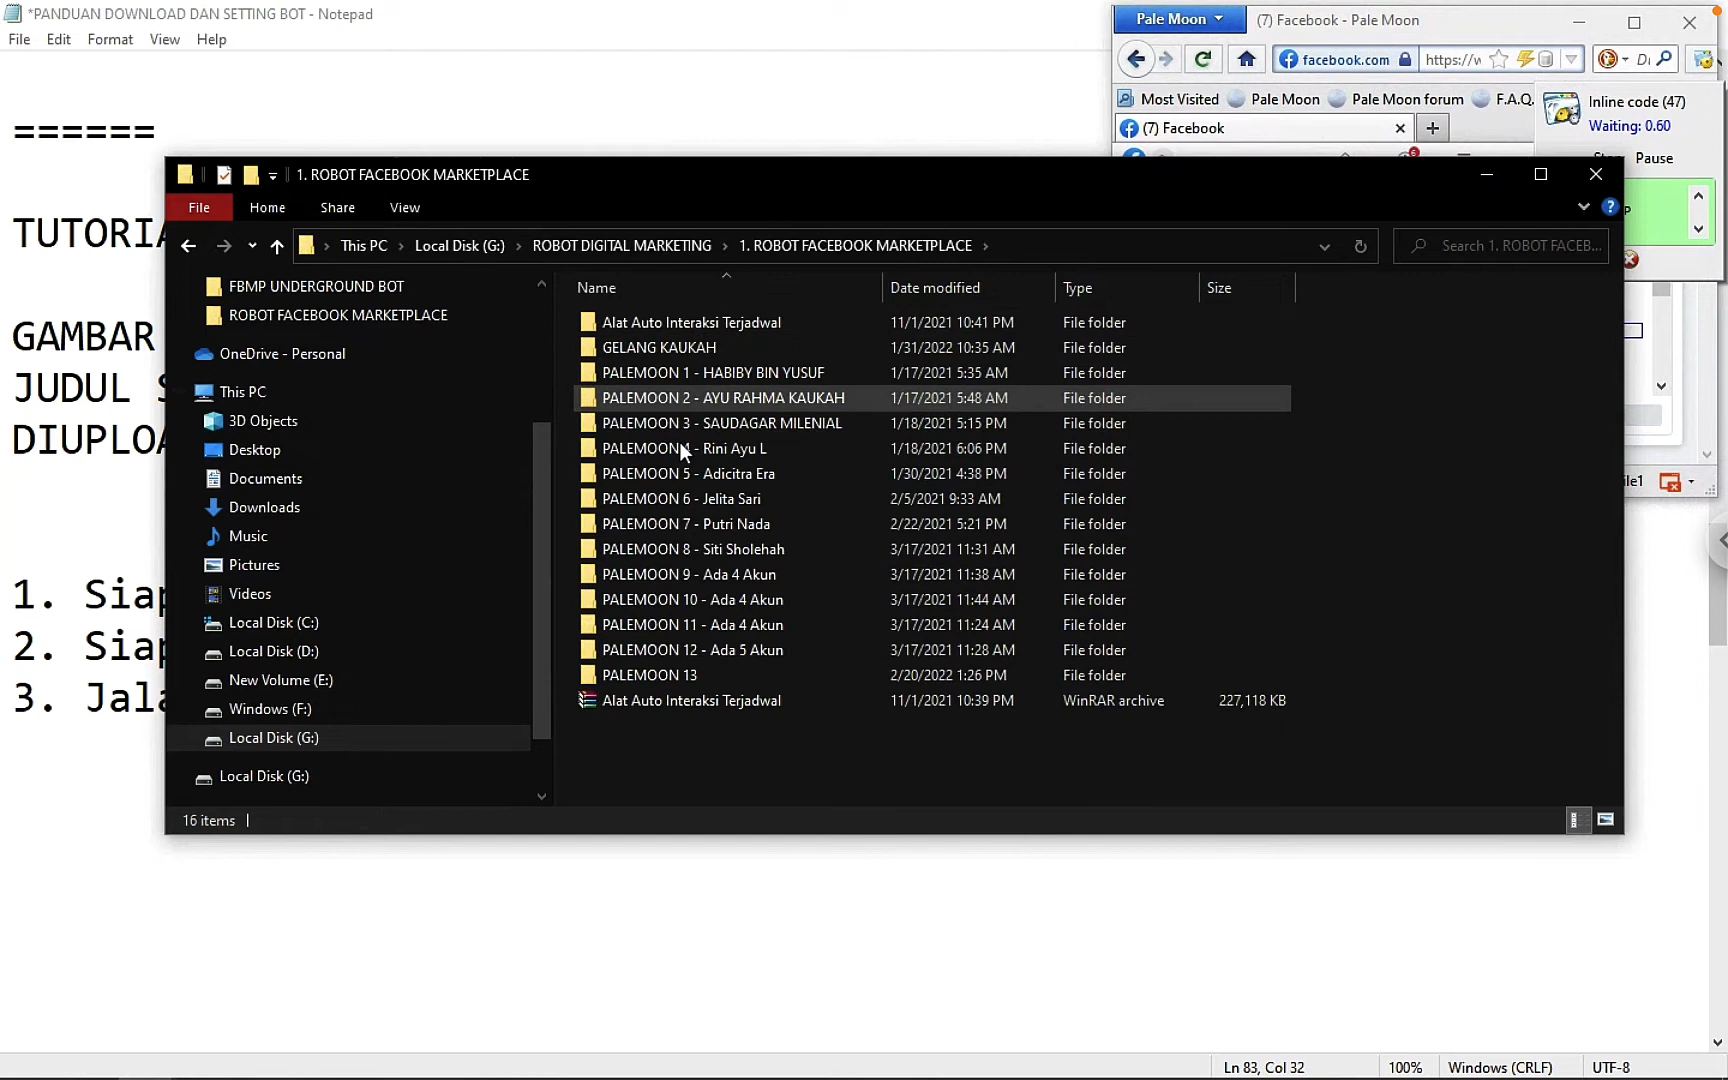 *PANDUAN DOWNLOAD DAN SETTING BOT - Notepad
File Edit Format View Help
======
TUTORIA
GAMBAR
JUDUL S
DIUPLOA
1. Siap
2. Siap
3. Jala
Pale Moon
(7) Facebook - Pale Moon
facebook.com
https://w
Most Visited
Pale Moon
Pale Moon forum
F.A.Q.
(7) Facebook
Inline code (47)
Waiting: 0.60
Pause
1. ROBOT FACEBOOK MARKETPLACE
File Home Share View
This PC > Local Disk (G:) > ROBOT DIGITAL MARKETING > 1. ROBOT FACEBOOK MARKETPLACE >
Search 1. ROBOT FACEB...
FBMP UNDERGROUND BOT
ROBOT FACEBOOK MARKETPLACE
OneDrive - Personal
This PC
3D Objects
Desktop
Documents
Downloads
Music
Pictures
Videos
Local Disk (C:)
Local Disk (D:)
New Volume (E:)
Windows (F:)
Local Disk (G:)
Local Disk (G:)
Name Date modified Type Size
Alat Auto Interaksi Terjadwal 11/1/2021 10:41 PM File folder
GELANG KAUKAH 1/31/2022 10:35 AM File folder
PALEMOON 1 - HABIBY BIN YUSUF 1/17/2021 5:35 AM File folder
PALEMOON 2 - AYU RAHMA KAUKAH 1/17/2021 5:48 AM File folder
PALEMOON 3 - SAUDAGAR MILENIAL 1/18/2021 5:15 PM File folder
PALEMOON 4 - Rini Ayu L 1/18/2021 6:06 PM File folder
PALEMOON 5 - Adicitra Era 1/30/2021 4:38 PM File folder
PALEMOON 6 - Jelita Sari 2/5/2021 9:33 AM File folder
PALEMOON 7 - Putri Nada 2/22/2021 5:21 PM File folder
PALEMOON 8 - Siti Sholehah 3/17/2021 11:31 AM File folder
PALEMOON 9 - Ada 4 Akun 3/17/2021 11:38 AM File folder
PALEMOON 10 - Ada 4 Akun 3/17/2021 11:44 AM File folder
PALEMOON 11 - Ada 4 Akun 3/17/2021 11:24 AM File folder
PALEMOON 12 - Ada 5 Akun 3/17/2021 11:28 AM File folder
PALEMOON 13 2/20/2022 1:26 PM File folder
Alat Auto Interaksi Terjadwal 11/1/2021 10:39 PM WinRAR archive 227,118 KB
16 items
ile1
Ln 83, Col 32 100% Windows (CRLF) UTF-8